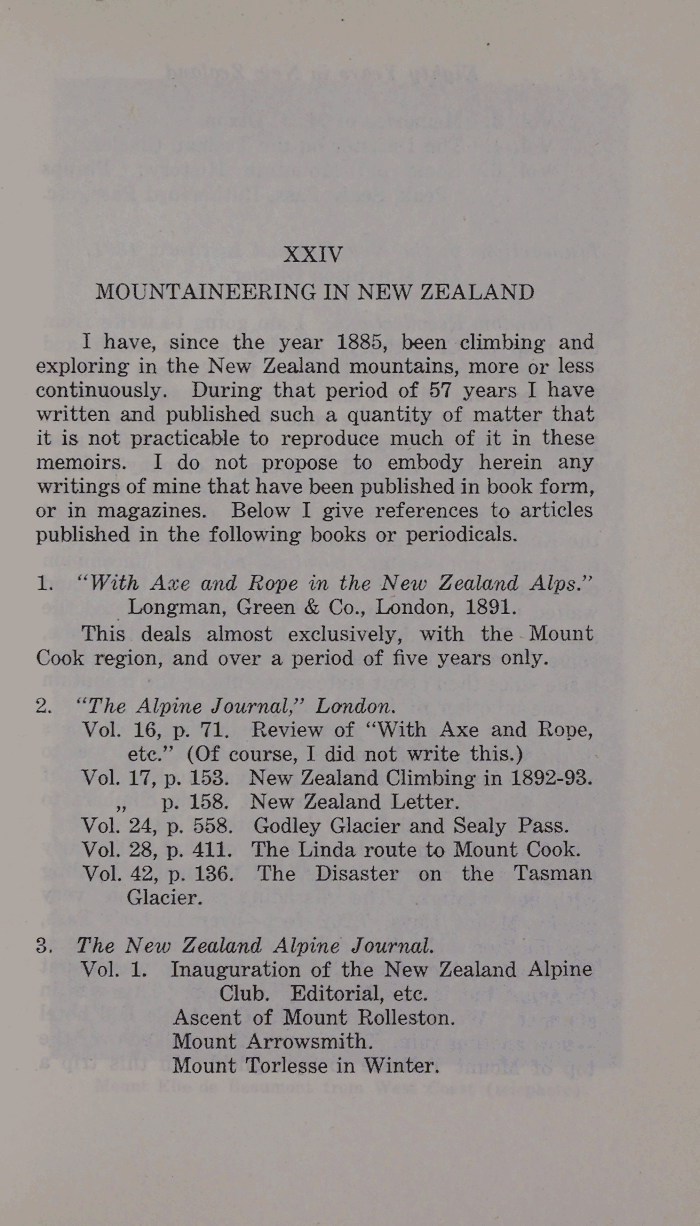 XXIV
MOUNTAINEERING IN NEW ZEALAND
I have, since the year 1885, been climbing and
exploring in the New Zealand mountains, more or less
continuously. During that period of 57 years I have
written and published such a quantity of matter that
it is not practicable to reproduce much of it in these
memoirs. I do not propose to embody herein any
writings of mine that have been published in book form,
or in magazines. Below I give references to articles
published in the following books or periodicals.
1. “With Axe and Rope in the New Zealand Alps.”
Longman, Green & Co., London, 1891.
This deals almost exclusively, with the Mount
Cook region, and over a period of five years only.
2. “The Alpine Journal,” London.
Vol. 16, p. 71. Review of “With Axe and Rope,
etc.” (Of course, I did not write this.)
Vol. 17, p. 153. New Zealand Climbing in 1892-93.
„ p. 158. New Zealand Letter.
Vol. 24, p. 558. Godley Glacier and Sealy Pass.
Vol. 28, p. 411. The Linda route to Mount Cook.
Vol. 42, p. 136. The Disaster on the Tasman
Glacier.
3. The New Zealand Alpine Journal.
Vol. 1. Inauguration of the New Zealand Alpine
Club. Editorial, etc.
Ascent of Mount Rolleston.
Mount Arrowsmith.
Mount Torlesse in Winter.